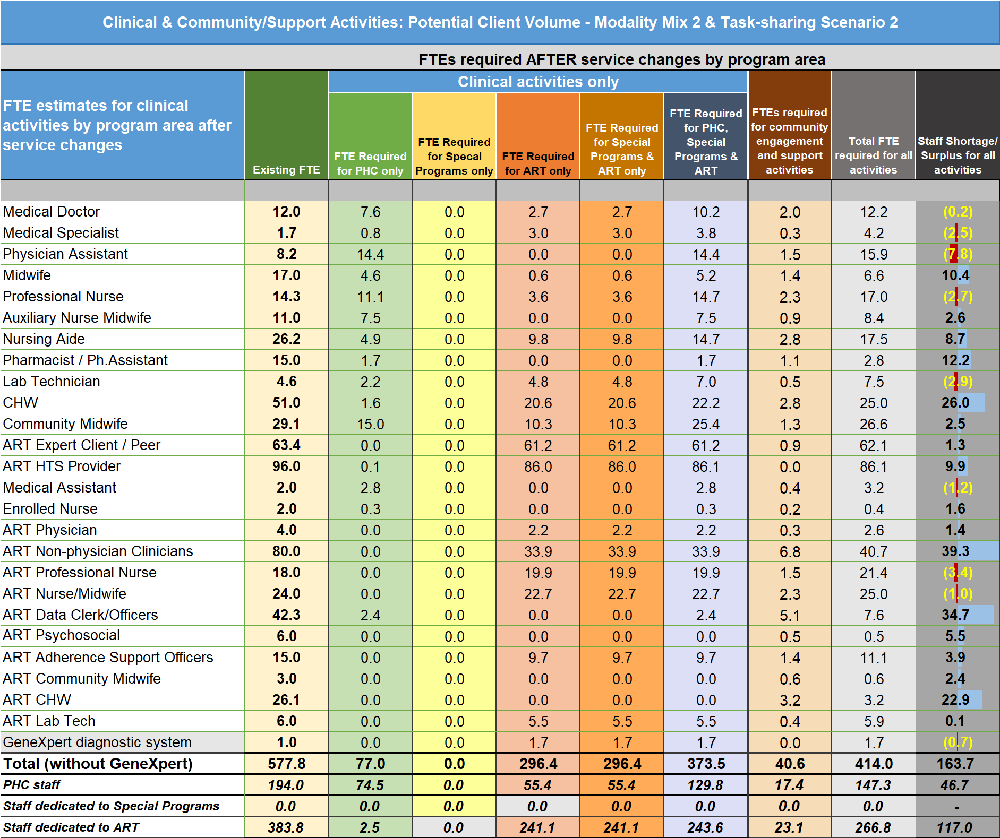 Clinical & Community/Support Activities: Potential Client Volume - Modality Mix 2 & Task-sharing Scenario 2
FTEs required AFTER service changes by program area
Clinical activities only
FTE estimates for clinical
activities by program area after
service changes
Existing FTE
FTE Required
for PHC only
FTE Required
for Specal
Programs only
FTE Required
for ART only
FTE Required
for Special
Programs &
ART only
FTE Required
for PHC,
Special
Programs &
ART
FTEs required
for community
engagement
and support
activities
Total FTE
required for all
activities
Staff Shortage/
Surplus for all
activities
Medical Doctor 12.0 7.6 0.0 2.7 2.7 10.2 2.0 12.2 (0.2)
Medical Specialist 1.7 0.8 0.0 3.0 3.0 3.8 0.3 4.2 (2.5)
Physician Assistant 8.2 14.4 0.0 0.0 0.0 14.4 1.5 15.9 (7.8)
Midwife 17.0 4.6 0.0 0.6 0.6 5.2 1.4 6.6 10.4
Professional Nurse 14.3 11.1 0.0 3.6 3.6 14.7 2.3 17.0 (2.7)
Auxiliary Nurse Midwife 11.0 7.5 0.0 0.0 0.0 7.5 0.9 8.4 2.6
Nursing Aide 26.2 4.9 0.0 9.8 9.8 14.7 2.8 17.5 8.7
Pharmacist / Ph.Assistant 15.0 1.7 0.0 0.0 0.0 1.7 1.1 2.8 12.2
Lab Technician 4.6 2.2 0.0 4.8 4.8 7.0 0.5 7.5 (2.9)
CHW 51.0 1.6 0.0 20.6 20.6 22.2 2.8 25.0 26.0
Community Midwife 29.1 15.0 0.0 10.3 10.3 25.4 1.3 26.6 2.5
ART Expert Client / Peer 63.4 0.0 0.0 61.2 61.2 61.2 0.9 62.1 1.3
ART HTS Provider 96.0 0.1 0.0 86.0 86.0 86.1 0.0 86.1 9.9
Medical Assistant 2.0 2.8 0.0 0.0 0.0 2.8 0.4 3.2 (1.2)
Enrolled Nurse 2.0 0.3 0.0 0.0 0.0 0.3 0.2 0.4 1.6
ART Physician 4.0 0.0 0.0 2.2 2.2 2.2 0.3 2.6 1.4
ART Non-physician Clinicians 80.0 0.0 0.0 33.9 33.9 33.9 6.8 40.7 39.3
ART Professional Nurse 18.0 0.0 0.0 19.9 19.9 19.9 1.5 21.4 (3.4)
ART Nurse/Midwife 24.0 0.0 0.0 22.7 22.7 22.7 2.3 25.0 (1.0)
ART Data Clerk/Officers 42.3 2.4 0.0 0.0 0.0 2.4 5.1 7.6 34.7
ART Psychosocial 6.0 0.0 0.0 0.0 0.0 0.0 0.5 0.5 5.5
ART Adherence Support Officers 15.0 0.0 0.0 9.7 9.7 9.7 1.4 11.1 3.9
ART Community Midwife 3.0 0.0 0.0 0.0 0.0 0.0 0.6 0.6 2.4
ART CHW 26.1 0.0 0.0 0.0 0.0 0.0 3.2 3.2 22.9
ART Lab Tech 6.0 0.0 0.0 5.5 5.5 5.5 0.4 5.9 0.1
GeneXpert diagnostic system 1.0 0.0 0.0 1.7 1.7 1.7 0.0 1.7 (0.7)
Total (without GeneXpert) 577.8 77.0 0.0 296.4 296.4 373.5 40.6 414.0 163.7
PHC staff 194.0 74.5 0.0 55.4 55.4 129.8 17.4 147.3 46.7
Staff dedicated to Special Programs 0.0 0.0 0.0 0.0 0.0 0.0 0.0 0.0 -
Staff dedicated to ART 383.8 2.5 0.0 241.1 241.1 243.6 23.1 266.8 117.0